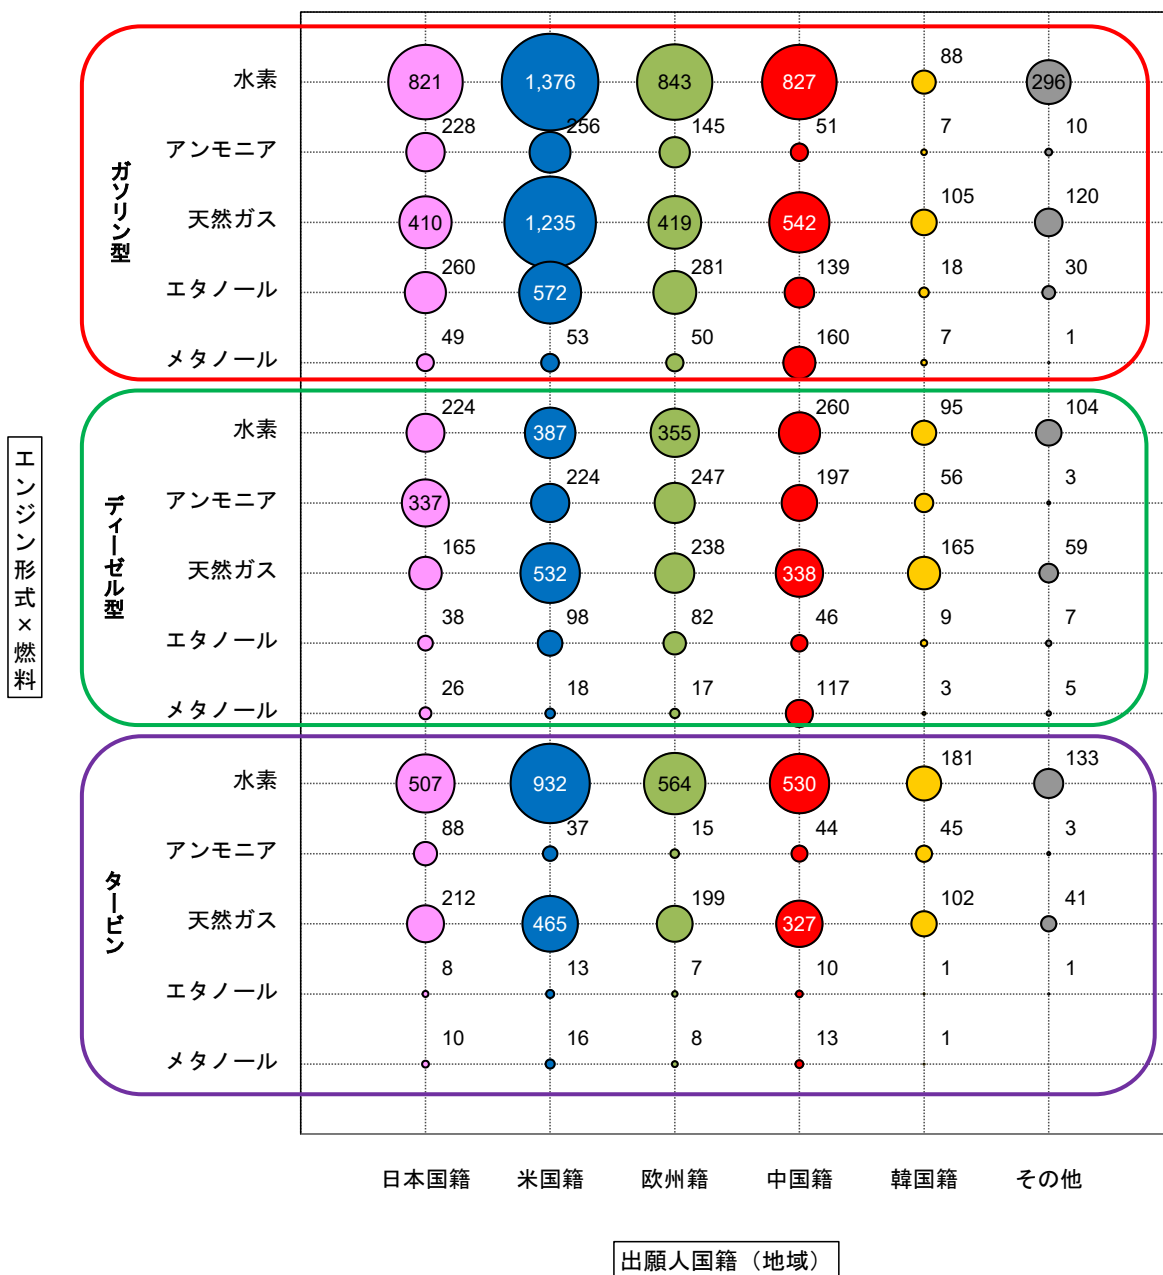 エンジン形式×燃料
ガソリン型
水素 821 1,376 843 827 88 296
アンモニア 228 256 145 51 7 10
天然ガス 410 1,235 419 542 105 120
エタノール 260 572 281 139 18 30
メタノール 49 53 50 160 7 1
ディーゼル型
水素 224 387 355 260 95 104
アンモニア 337 224 247 197 56 3
天然ガス 165 532 238 338 165 59
エタノール 38 98 82 46 9 7
メタノール 26 18 17 117 3 5
タービン
水素 507 932 564 530 181 133
アンモニア 88 37 15 44 45 3
天然ガス 212 465 199 327 102 41
エタノール 8 13 7 10 1 1
メタノール 10 16 8 13 1
日本国籍 米国籍 欧州籍 中国籍 韓国籍 その他
出願人国籍（地域）